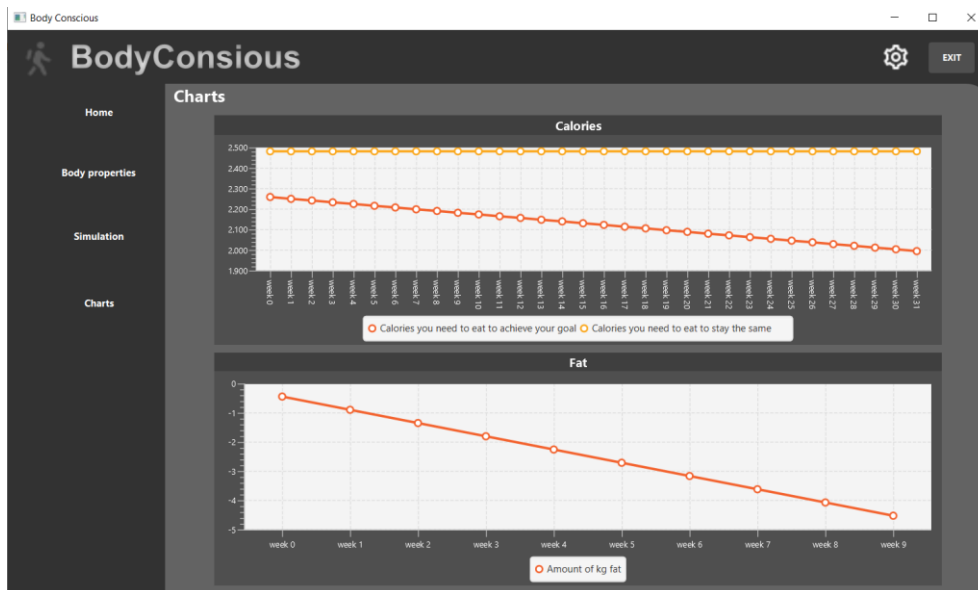 Body Conscious
BodyConsious
EXIT
Home
Body properties
Simulation
Charts
Charts
Calories
2.500
2.400
2.300
2.200
2.100
2.000
1.900
week 0 week 1 week 2 week 3 week 4 week 5 week 6 week 7 week 8 week 9 week 10 week 11 week 12 week 13 week 14 week 15 week 16 week 17 week 18 week 19 week 20 week 21 week 22 week 23 week 24 week 25 week 26 week 27 week 28 week 29 week 30 week 31
Calories you need to eat to achieve your goal Calories you need to eat to stay the same
Fat
0
-1
-2
-3
-4
-5
week 0 week 1 week 2 week 3 week 4 week 5 week 6 week 7 week 8 week 9
Amount of kg fat